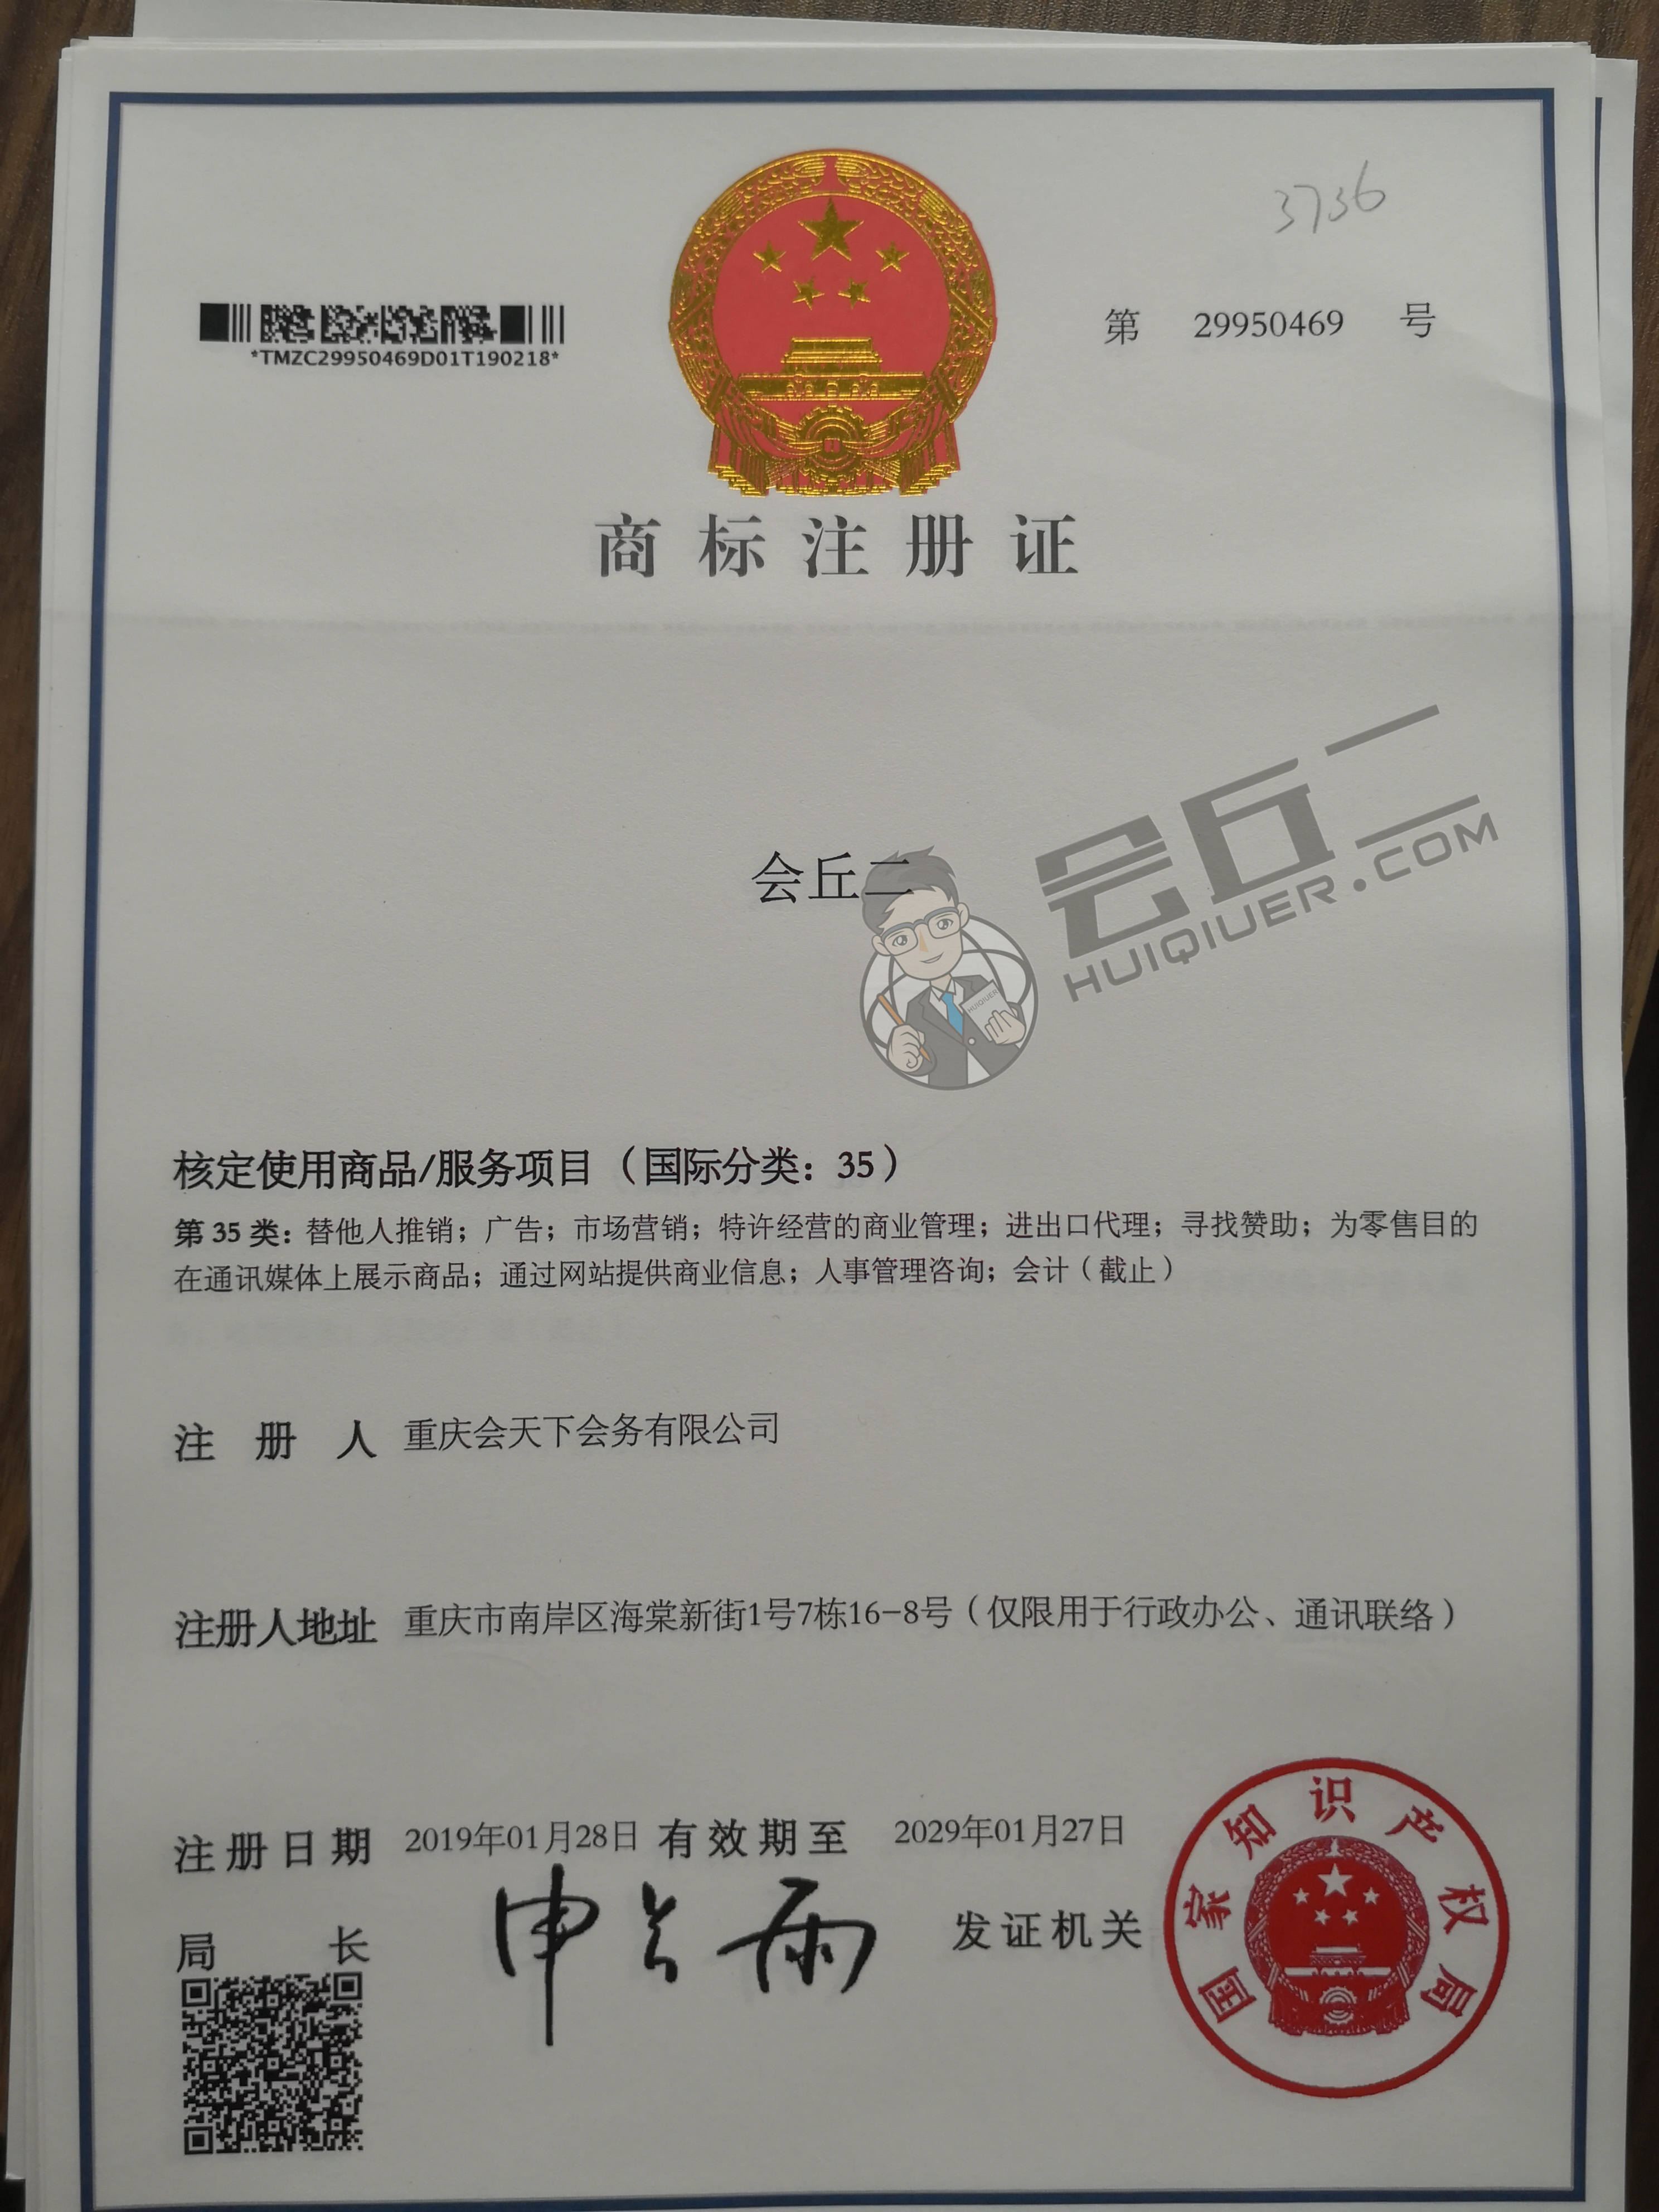 3736
*TMZC29950469D01T190218*
第 29950469 号
商标注册证
会丘二
会丘二
HUIQIUER.COM
HUIQIUER
核定使用商品/服务项目（国际分类：35）
第 35 类：替他人推销；广告；市场营销；特许经营的商业管理；进出口代理；寻找赞助；为零售目的
在通讯媒体上展示商品；通过网站提供商业信息；人事管理咨询；会计（截止）
注册人 重庆会天下会务有限公司
注册人地址 重庆市南岸区海棠新街1号7栋16-8号（仅限用于行政办公、通讯联络）
注册日期 2019年01月28日 有效期至 2029年01月27日
局长 申长雨 发证机关
国家知识产权局